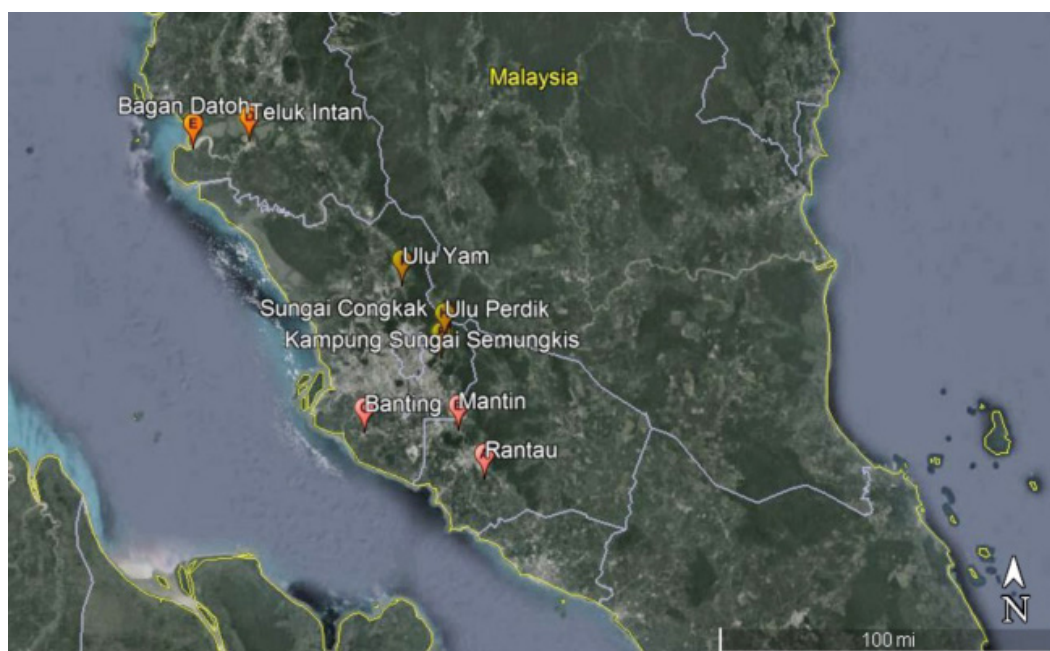 Malaysia
Bagan Datoh
Teluk Intan
E
Ulu Yam
Sungai Congkak
Ulu Perdik
Kampung Sungai Semungkis
Banting
Mantin
Rantau
N
100 mi